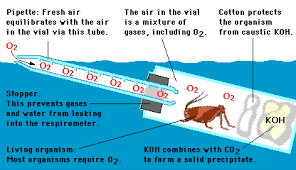 Pipette: Fresh air
equilibrates with the air
in the vial via this tube.
The air in the vial
is a mixture of
gases, including O2.
Cotton protects
the organism
from caustic KOH.
O2
O2
O2
O2
O2
O2
O2
O2
O2
Stopper:
This prevents gases
and water from leaking
into the respirometer.
KOH
Living organism:
Most organisms require O2.
KOH combines with CO2
to form a solid precipitate.